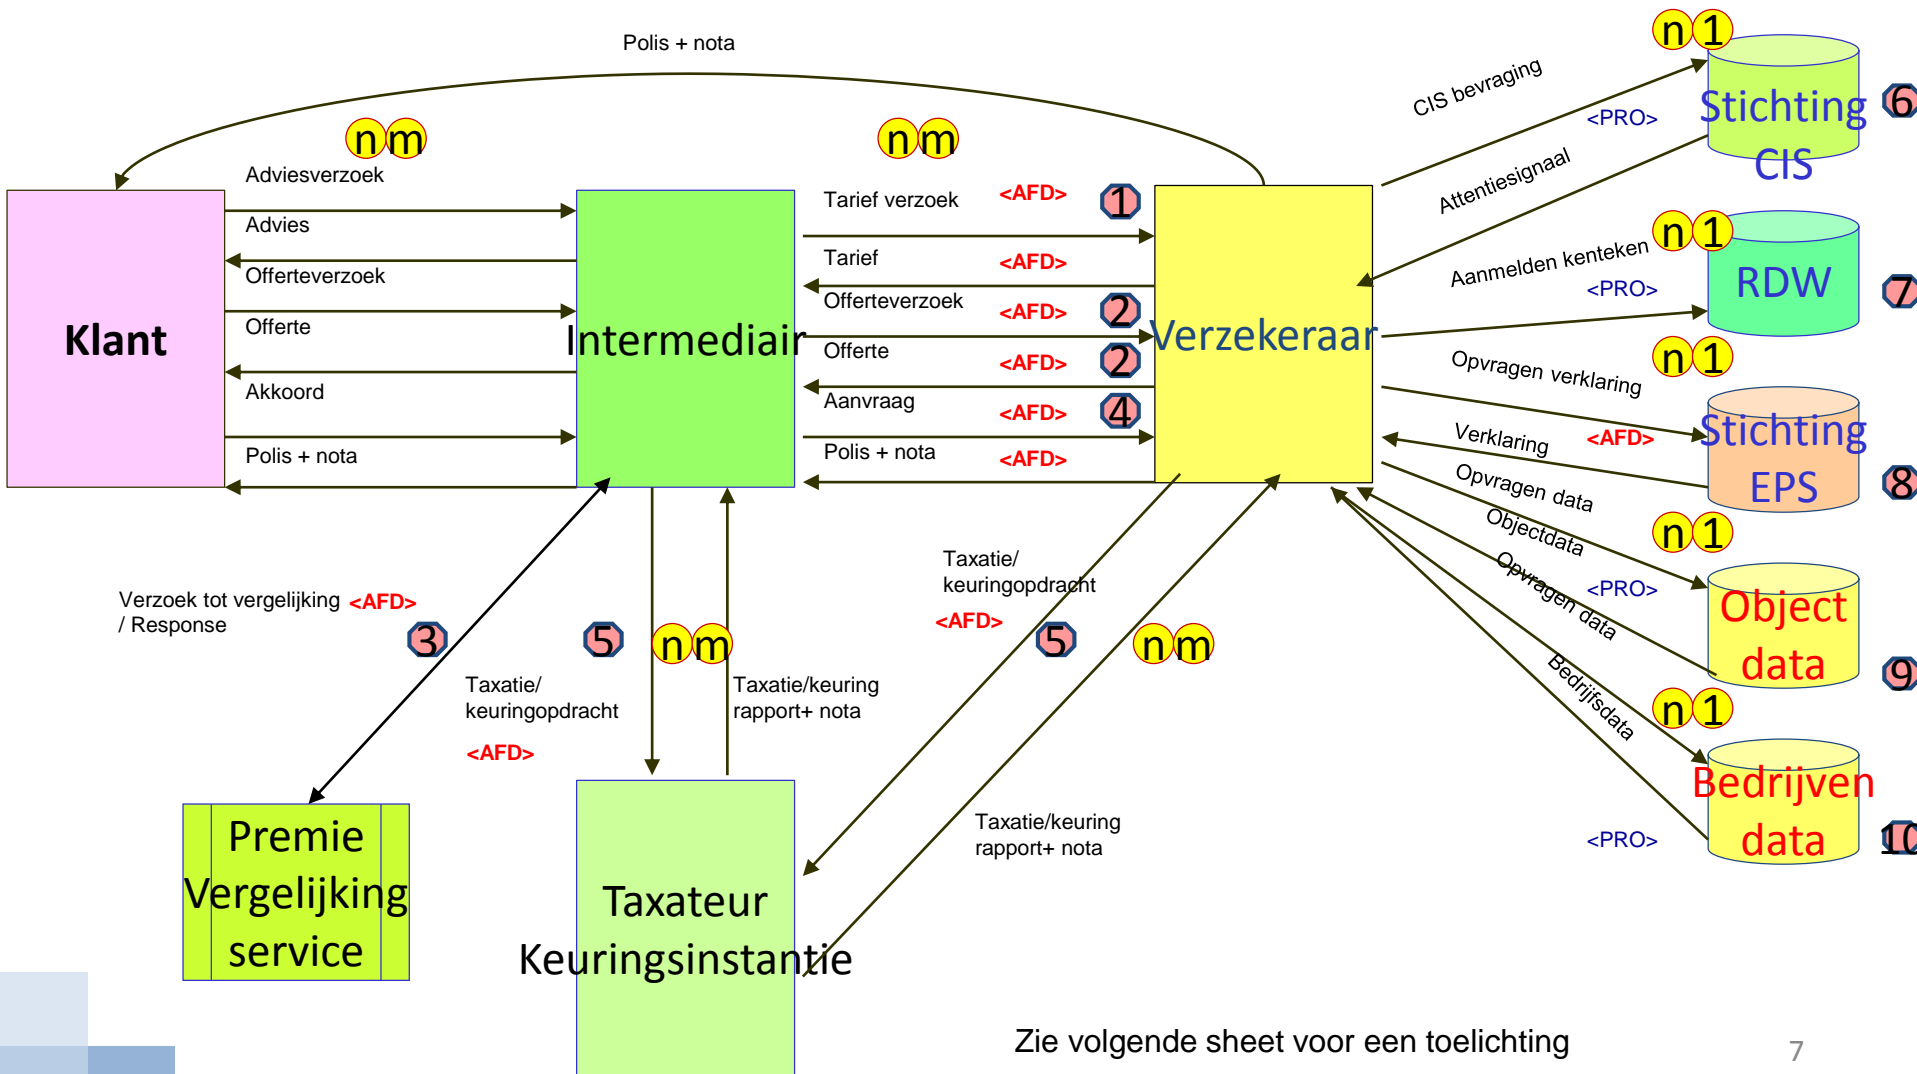 Polis + nota
n m
Adviesverzoek
Advies
Offerteverzoek
Offerte
Akkoord
Polis + nota
Klant
Intermediair
n m
Tarief verzoek <AFD> 1
Tarief <AFD>
Offerteverzoek <AFD> 2
Offerte <AFD> 2
Aanvraag <AFD> 4
Polis + nota <AFD>
Verzekeraar
CIS bevraging
<PRO>
Attentiesignaal
n 1
Stichting
CIS
6
Aanmelden kenteken
<PRO>
n 1
RDW
7
Opvragen verklaring
n 1
Verklaring <AFD>
Stichting
EPS
8
Opvragen data
Objectdata
n 1
<PRO>
Object
data
9
Opvragen data
Bedrijfsdata
n 1
<PRO>
Bedrijven
data
10
Verzoek tot vergelijking <AFD>
/ Response
3
Premie
Vergelijking
service
5
n m
Taxatie/
keuringopdracht
<AFD>
Taxatie/keuring
rapport+ nota
Taxatie/
keuringopdracht
<AFD>
5
n m
Taxatie/keuring
rapport+ nota
Taxateur
Keuringsinstantie
Zie volgende sheet voor een toelichting
7